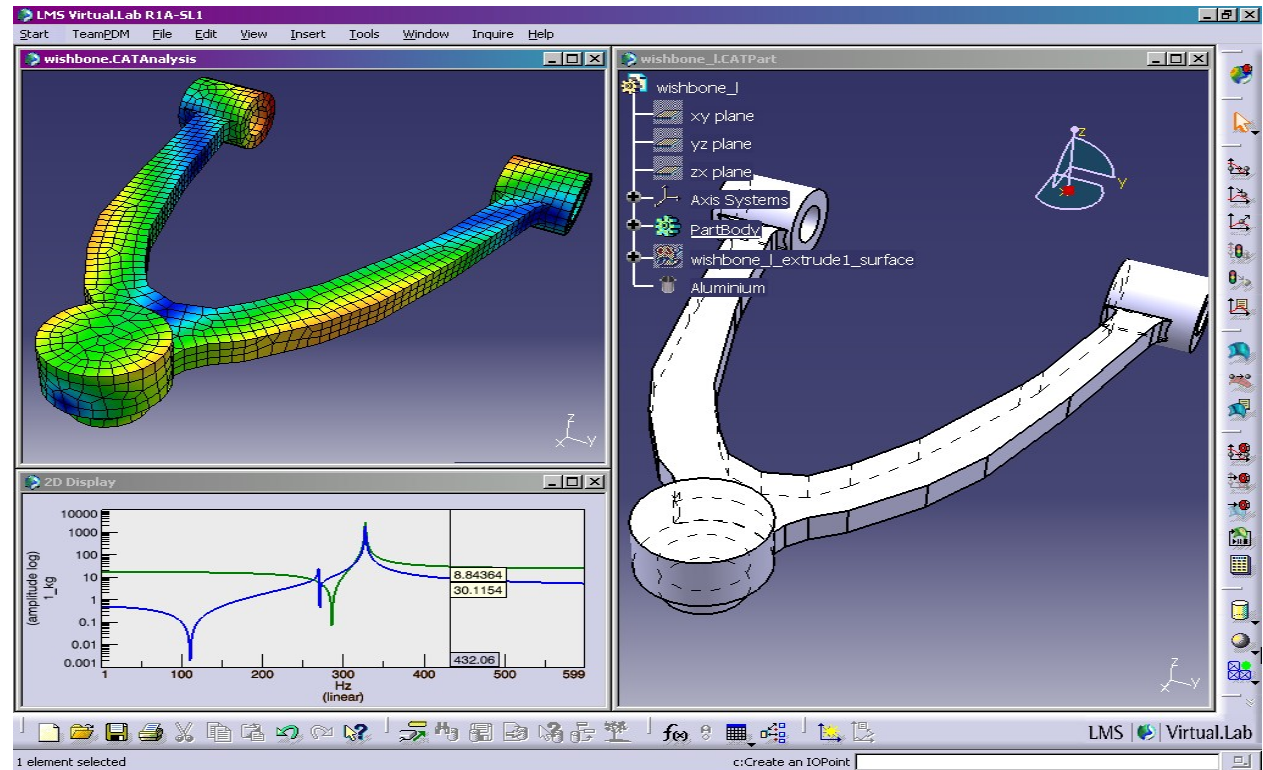 LMS Virtual.Lab R1A-SL1
Start TeamPDM File Edit View Insert Tools Window Inquire Help
wishbone.CATAnalysis
z
x y
wishbone_l.CATPart
wishbone_l
xy plane
yz plane
zx plane
Axis Systems
PartBody
wishbone_l_extrude1_surface
Aluminium
z
y
z
x y
2D Display
(amplitude log)
1_kg
10000
1000
100
10
1
0.1
0.01
0.001
8.84364
30.1154
432.06
1 100 200 300 400 500 599
Hz
(linear)
f(x)
LMS Virtual.Lab
1 element selected
c:Create an IOPoint